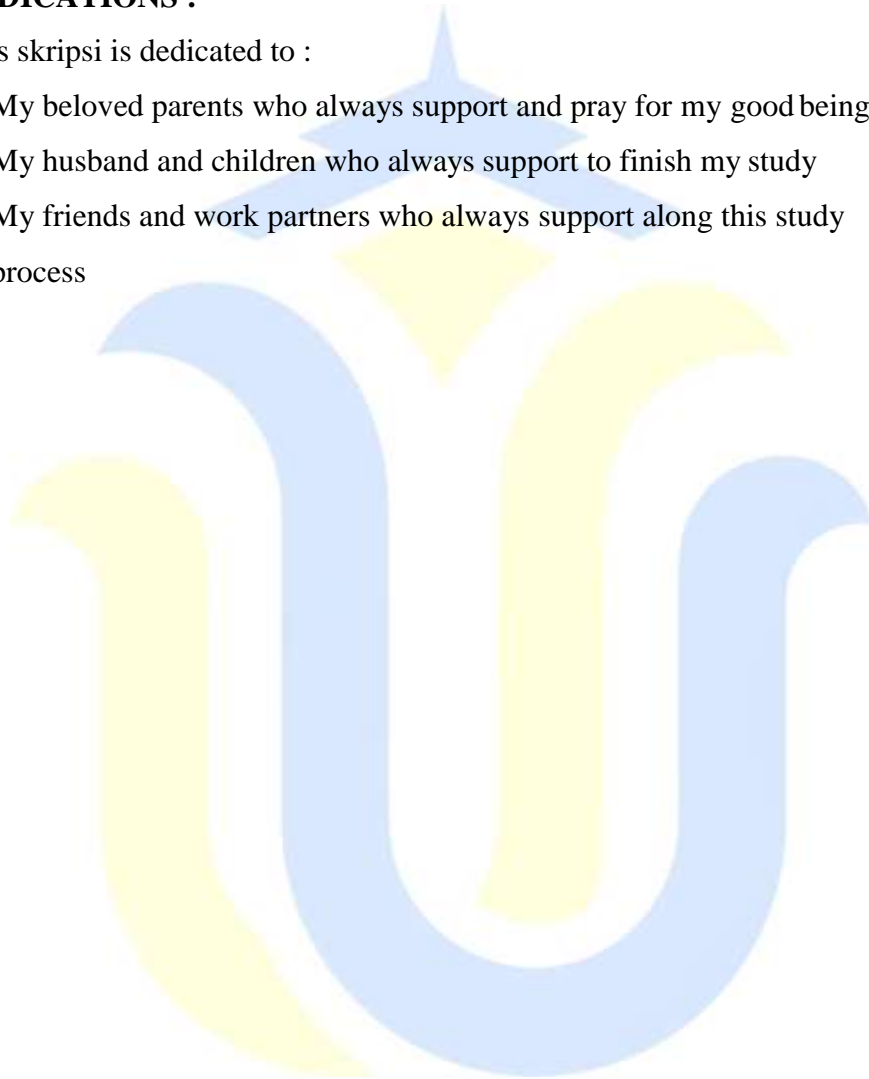 DICATIONS :
s skripsi is dedicated to :
My beloved parents who always support and pray for my good being
My husband and children who always support to finish my study
My friends and work partners who always support along this study
process